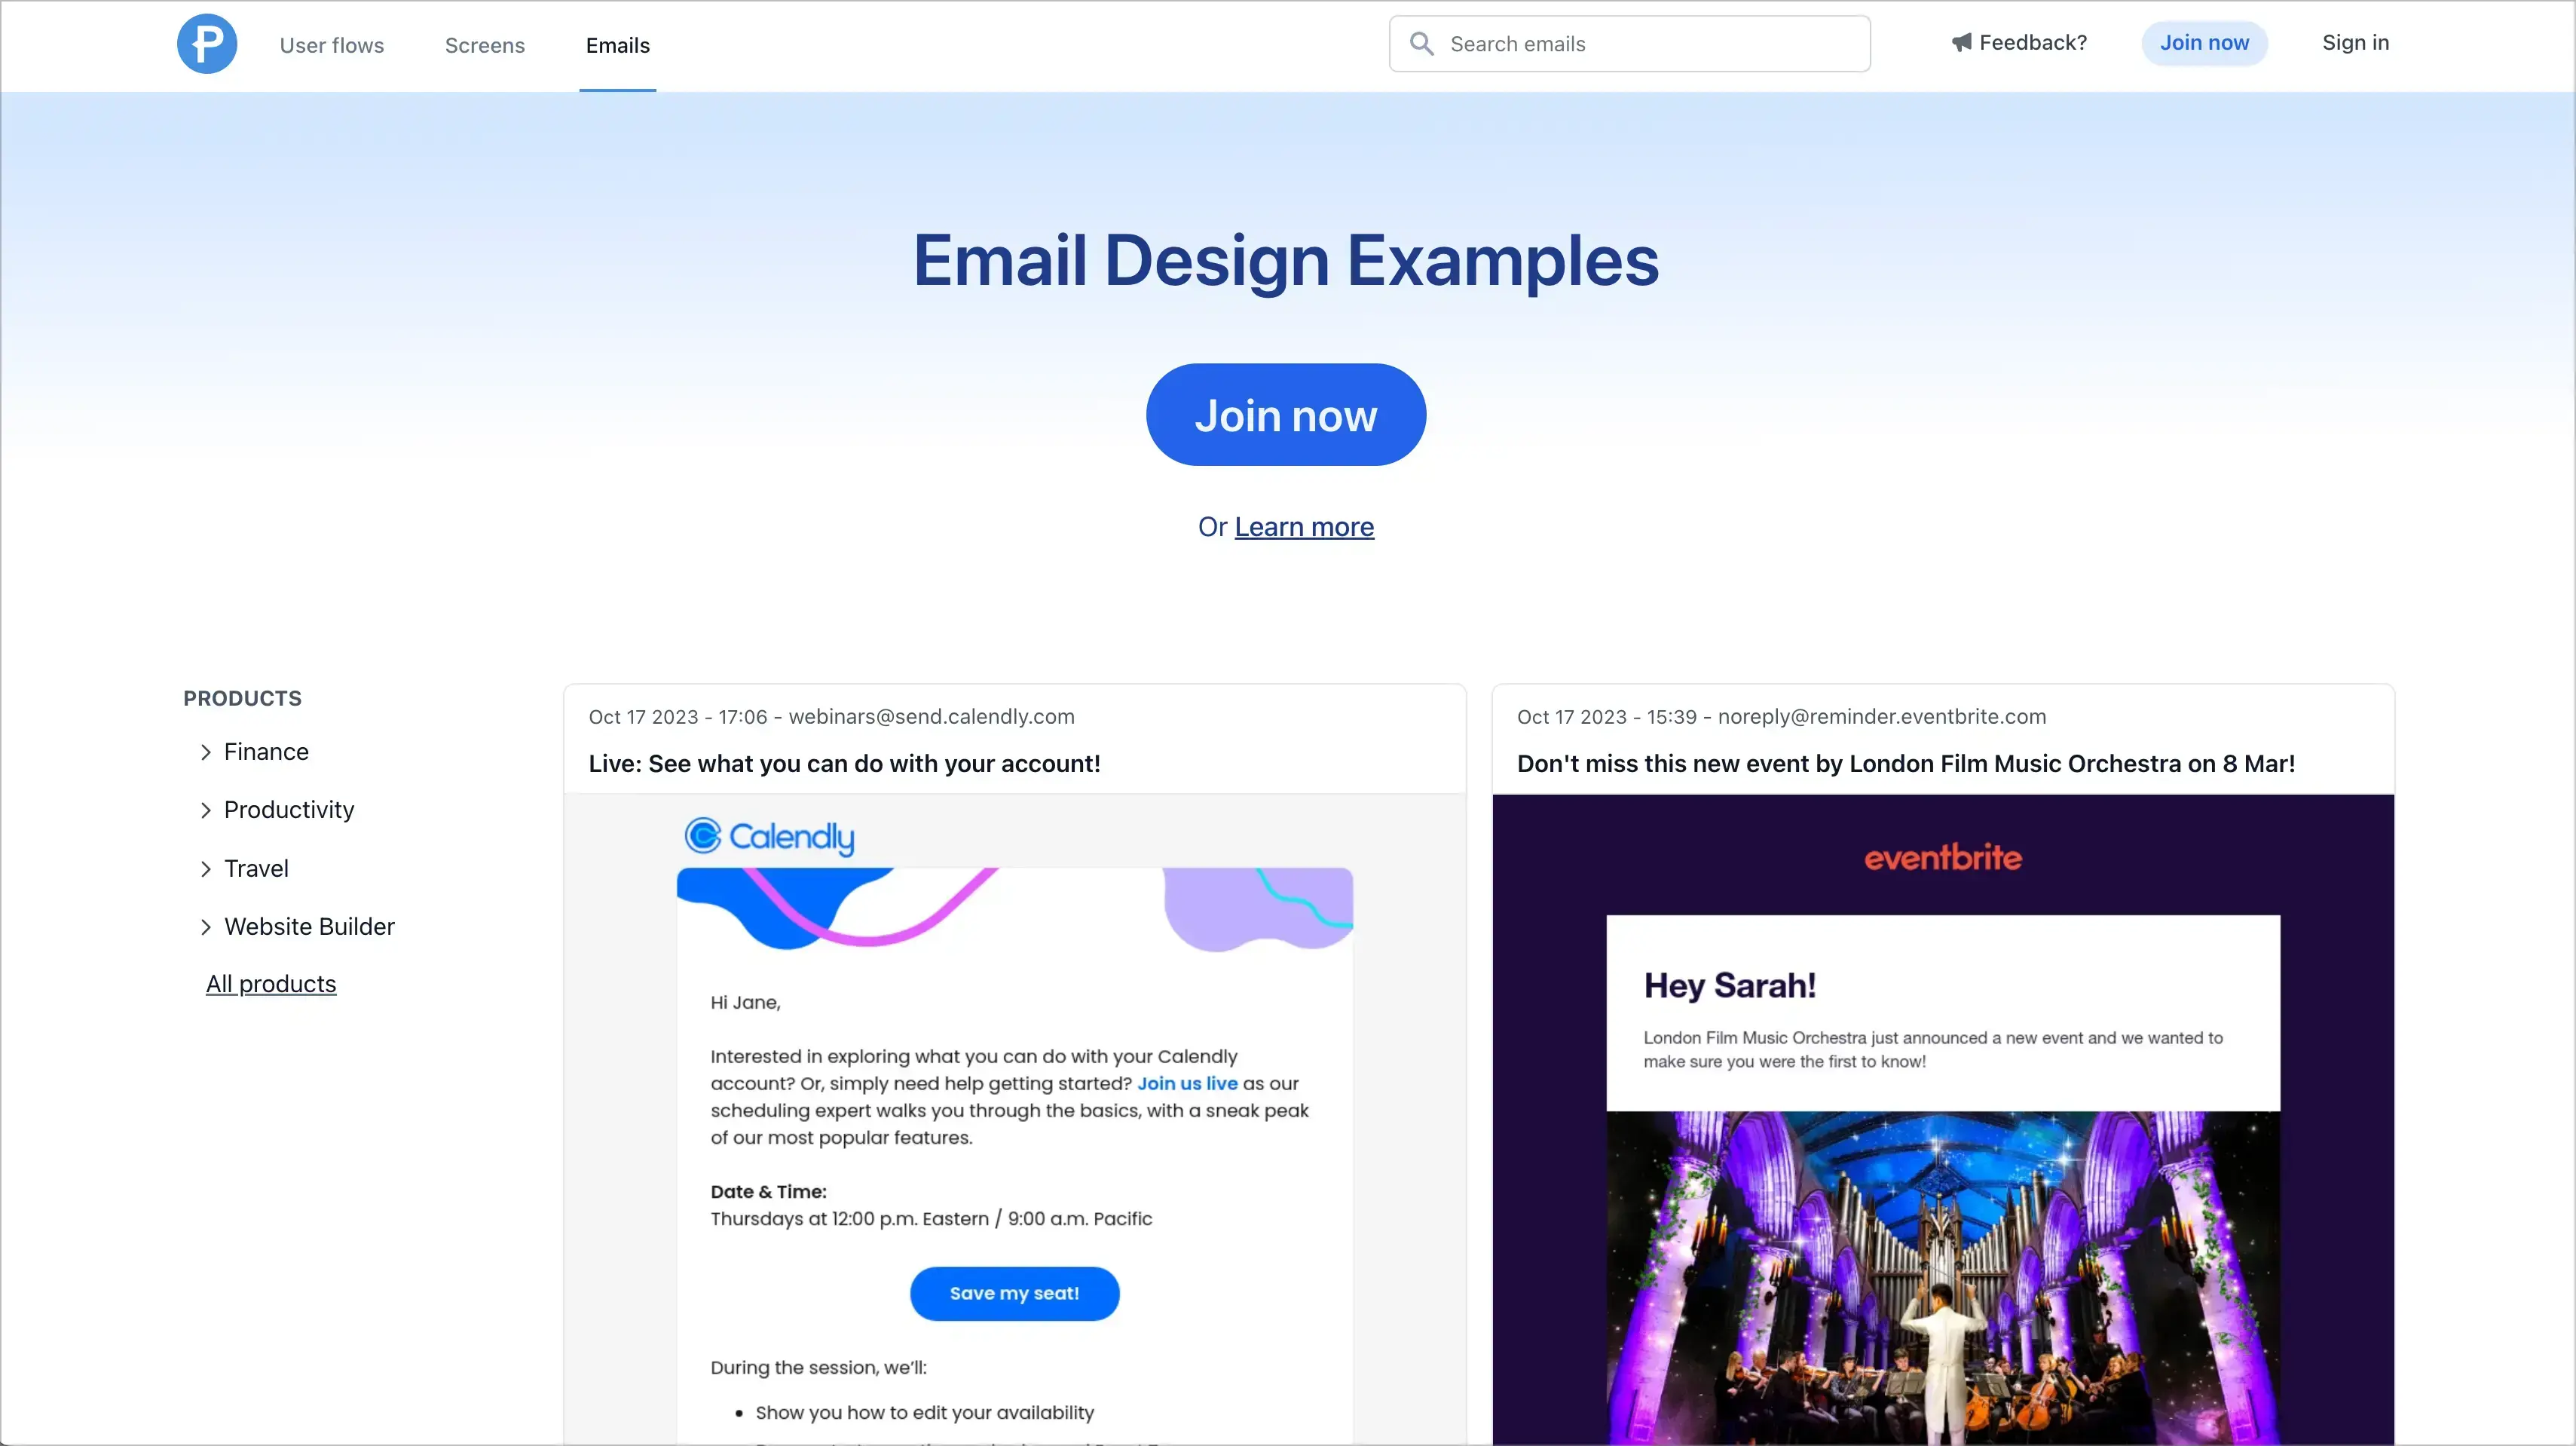 User flows
Screens
Emails
Search emails
Feedback?
Join now
Sign in
Email Design Examples
Join now
Or Learn more
PRODUCTS
Finance
Productivity
Travel
Website Builder
All products
Oct 17 2023 - 17:06 - webinars@send.calendly.com
Live: See what you can do with your account!
Calendly
Hi Jane,
Interested in exploring what you can do with your Calendly
account? Or, simply need help getting started? Join us live as our
scheduling expert walks you through the basics, with a sneak peak
of our most popular features.
Date & Time:
Thursdays at 12:00 p.m. Eastern / 9:00 a.m. Pacific
Save my seat!
During the session, we'll:
• Show you how to edit your availability
Oct 17 2023 - 15:39 - noreply@reminder.eventbrite.com
Don't miss this new event by London Film Music Orchestra on 8 Mar!
eventbrite
Hey Sarah!
London Film Music Orchestra just announced a new event and we wanted to
make sure you were the first to know!